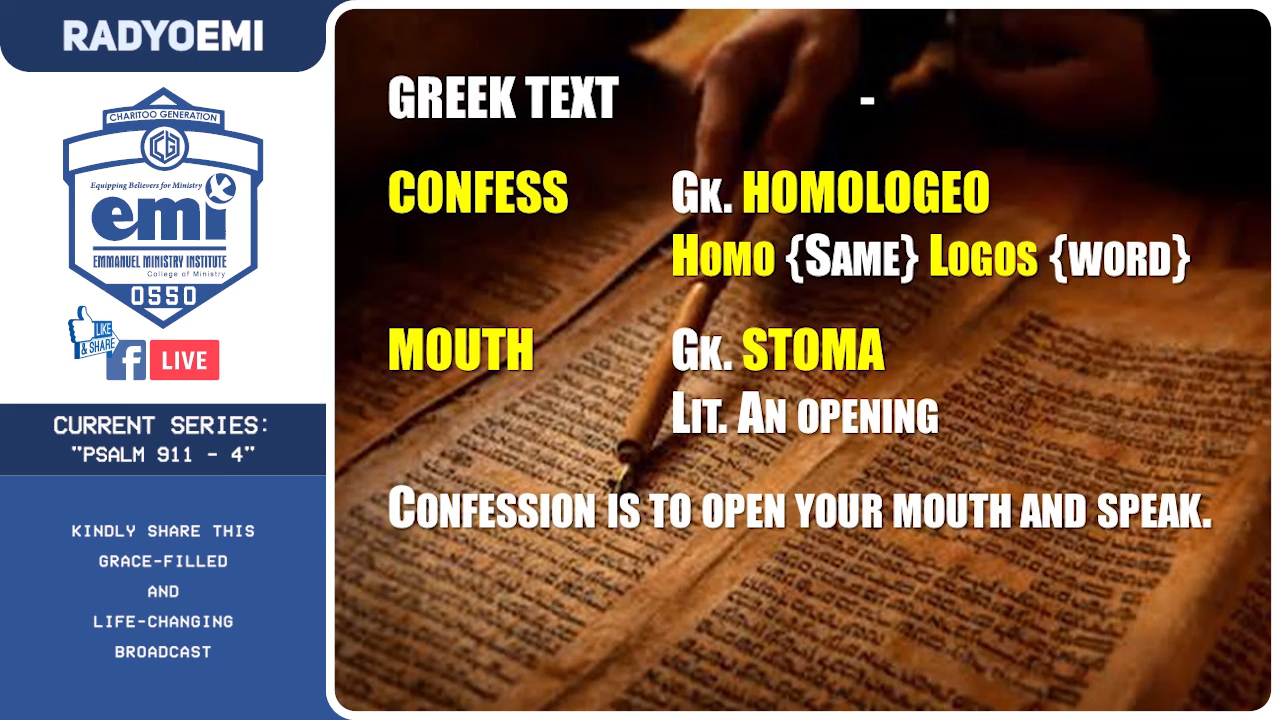 RADYOEMI
CHARITOO GENERATION
CG
Equipping Believers for Ministry
emi
EMMANUEL MINISTRY INSTITUTE
College of Ministry
0550
LIKE
& SHARE
f LIVE
CURRENT SERIES:
"PSALM 911 - 4"
KINDLY SHARE THIS
GRACE-FILLED
AND
LIFE-CHANGING
BROADCAST
GREEK TEXT -
CONFESS GK. HOMOLOGEO
HOMO {SAME} LOGOS {WORD}
MOUTH GK. STOMA
LIT. AN OPENING
CONFESSION IS TO OPEN YOUR MOUTH AND SPEAK.